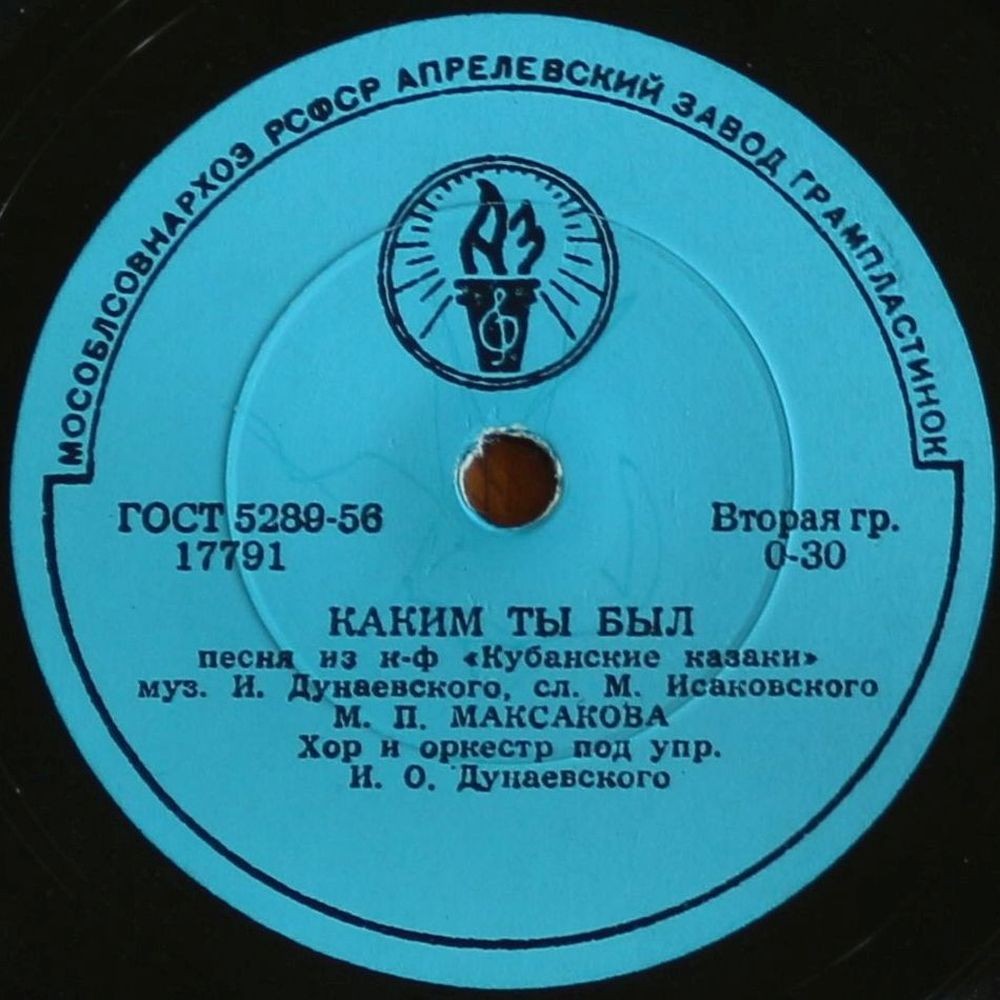 МОСОБЛСОВНАРХОЗ РСФСР АПРЕЛЕВСКИЙ ЗАВОД ГРАМПЛАСТИНОК
АЗ
ГОСТ 5289-56
17791
Вторая гр.
0-30
КАКИМ ТЫ БЫЛ
песня из к-ф «Кубанские казаки»
муз. И. Дунаевского, сл. М. Исаковского
М. П. МАКСАКОВА
Хор и оркестр под упр.
И. О. Дунаевского